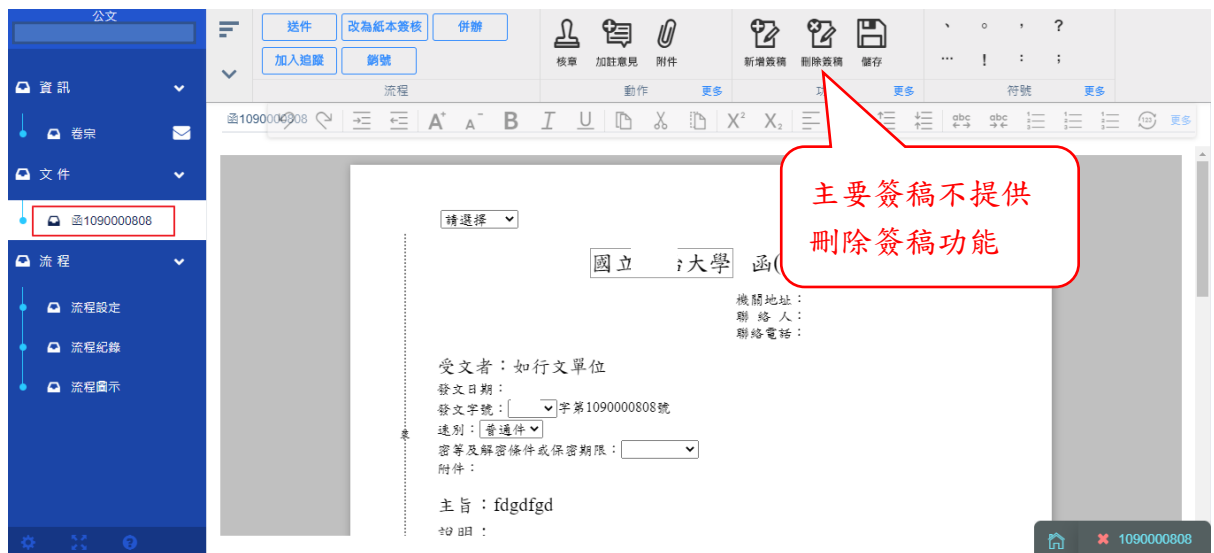 公文
資訊
卷宗
文件
函1090000808
流程
流程設定
流程紀錄
流程圖示
送件 改為紙本簽核 併辦
加入追蹤 銷號
流程
核章 加註意見 附件
動作 更多
新增簽稿 刪除簽稿 儲存
更多
、 。 , ?
… ! : ;
符號 更多
函1090000808
A+ A- B I U X² X₂ abc abc 更多
主要簽稿不提供
刪除簽稿功能
請選擇
國立 大學 函(
機關地址：
聯絡人：
聯絡電話：
受文者：如行文單位
發文日期：
發文字號： 字第1090000808號
速別：普通件
密等及解密條件或保密期限：
附件：
主旨：fdgdfgd
說明：
1090000808